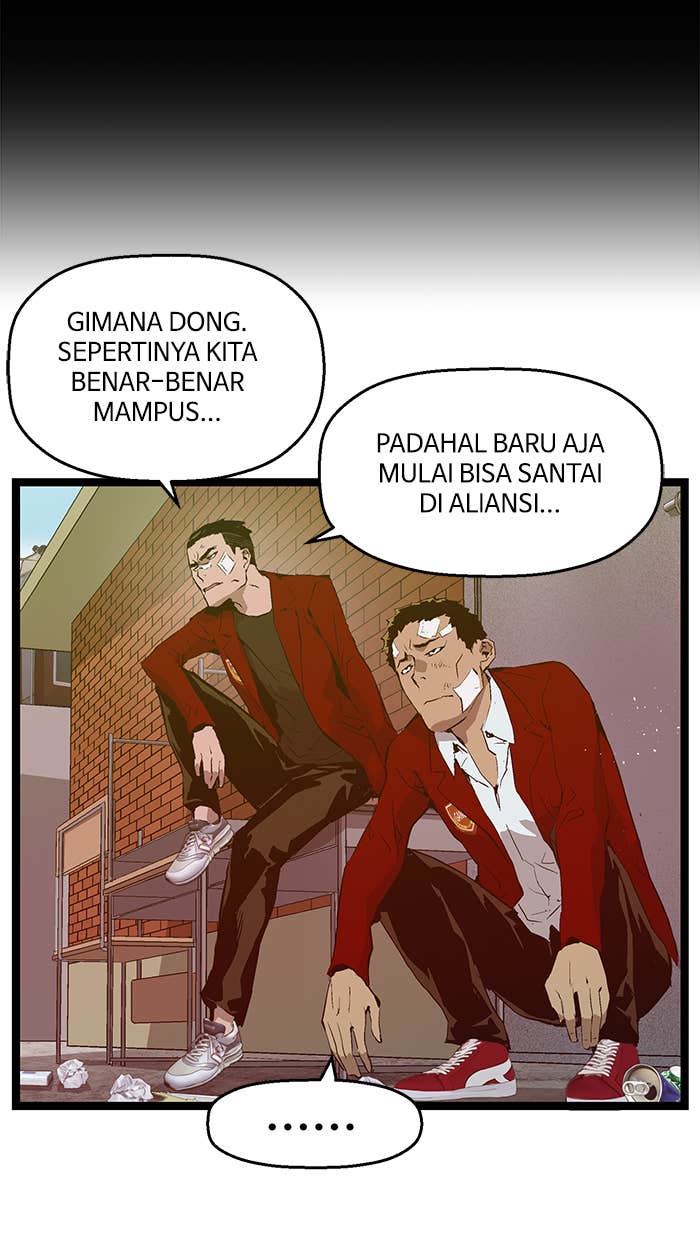 GIMANA DONG.
SEPERTINYA KITA
BENAR-BENAR
MAMPUS...
PADAHAL BARU AJA
MULAI BISA SANTAI
DI ALIANSI...
......